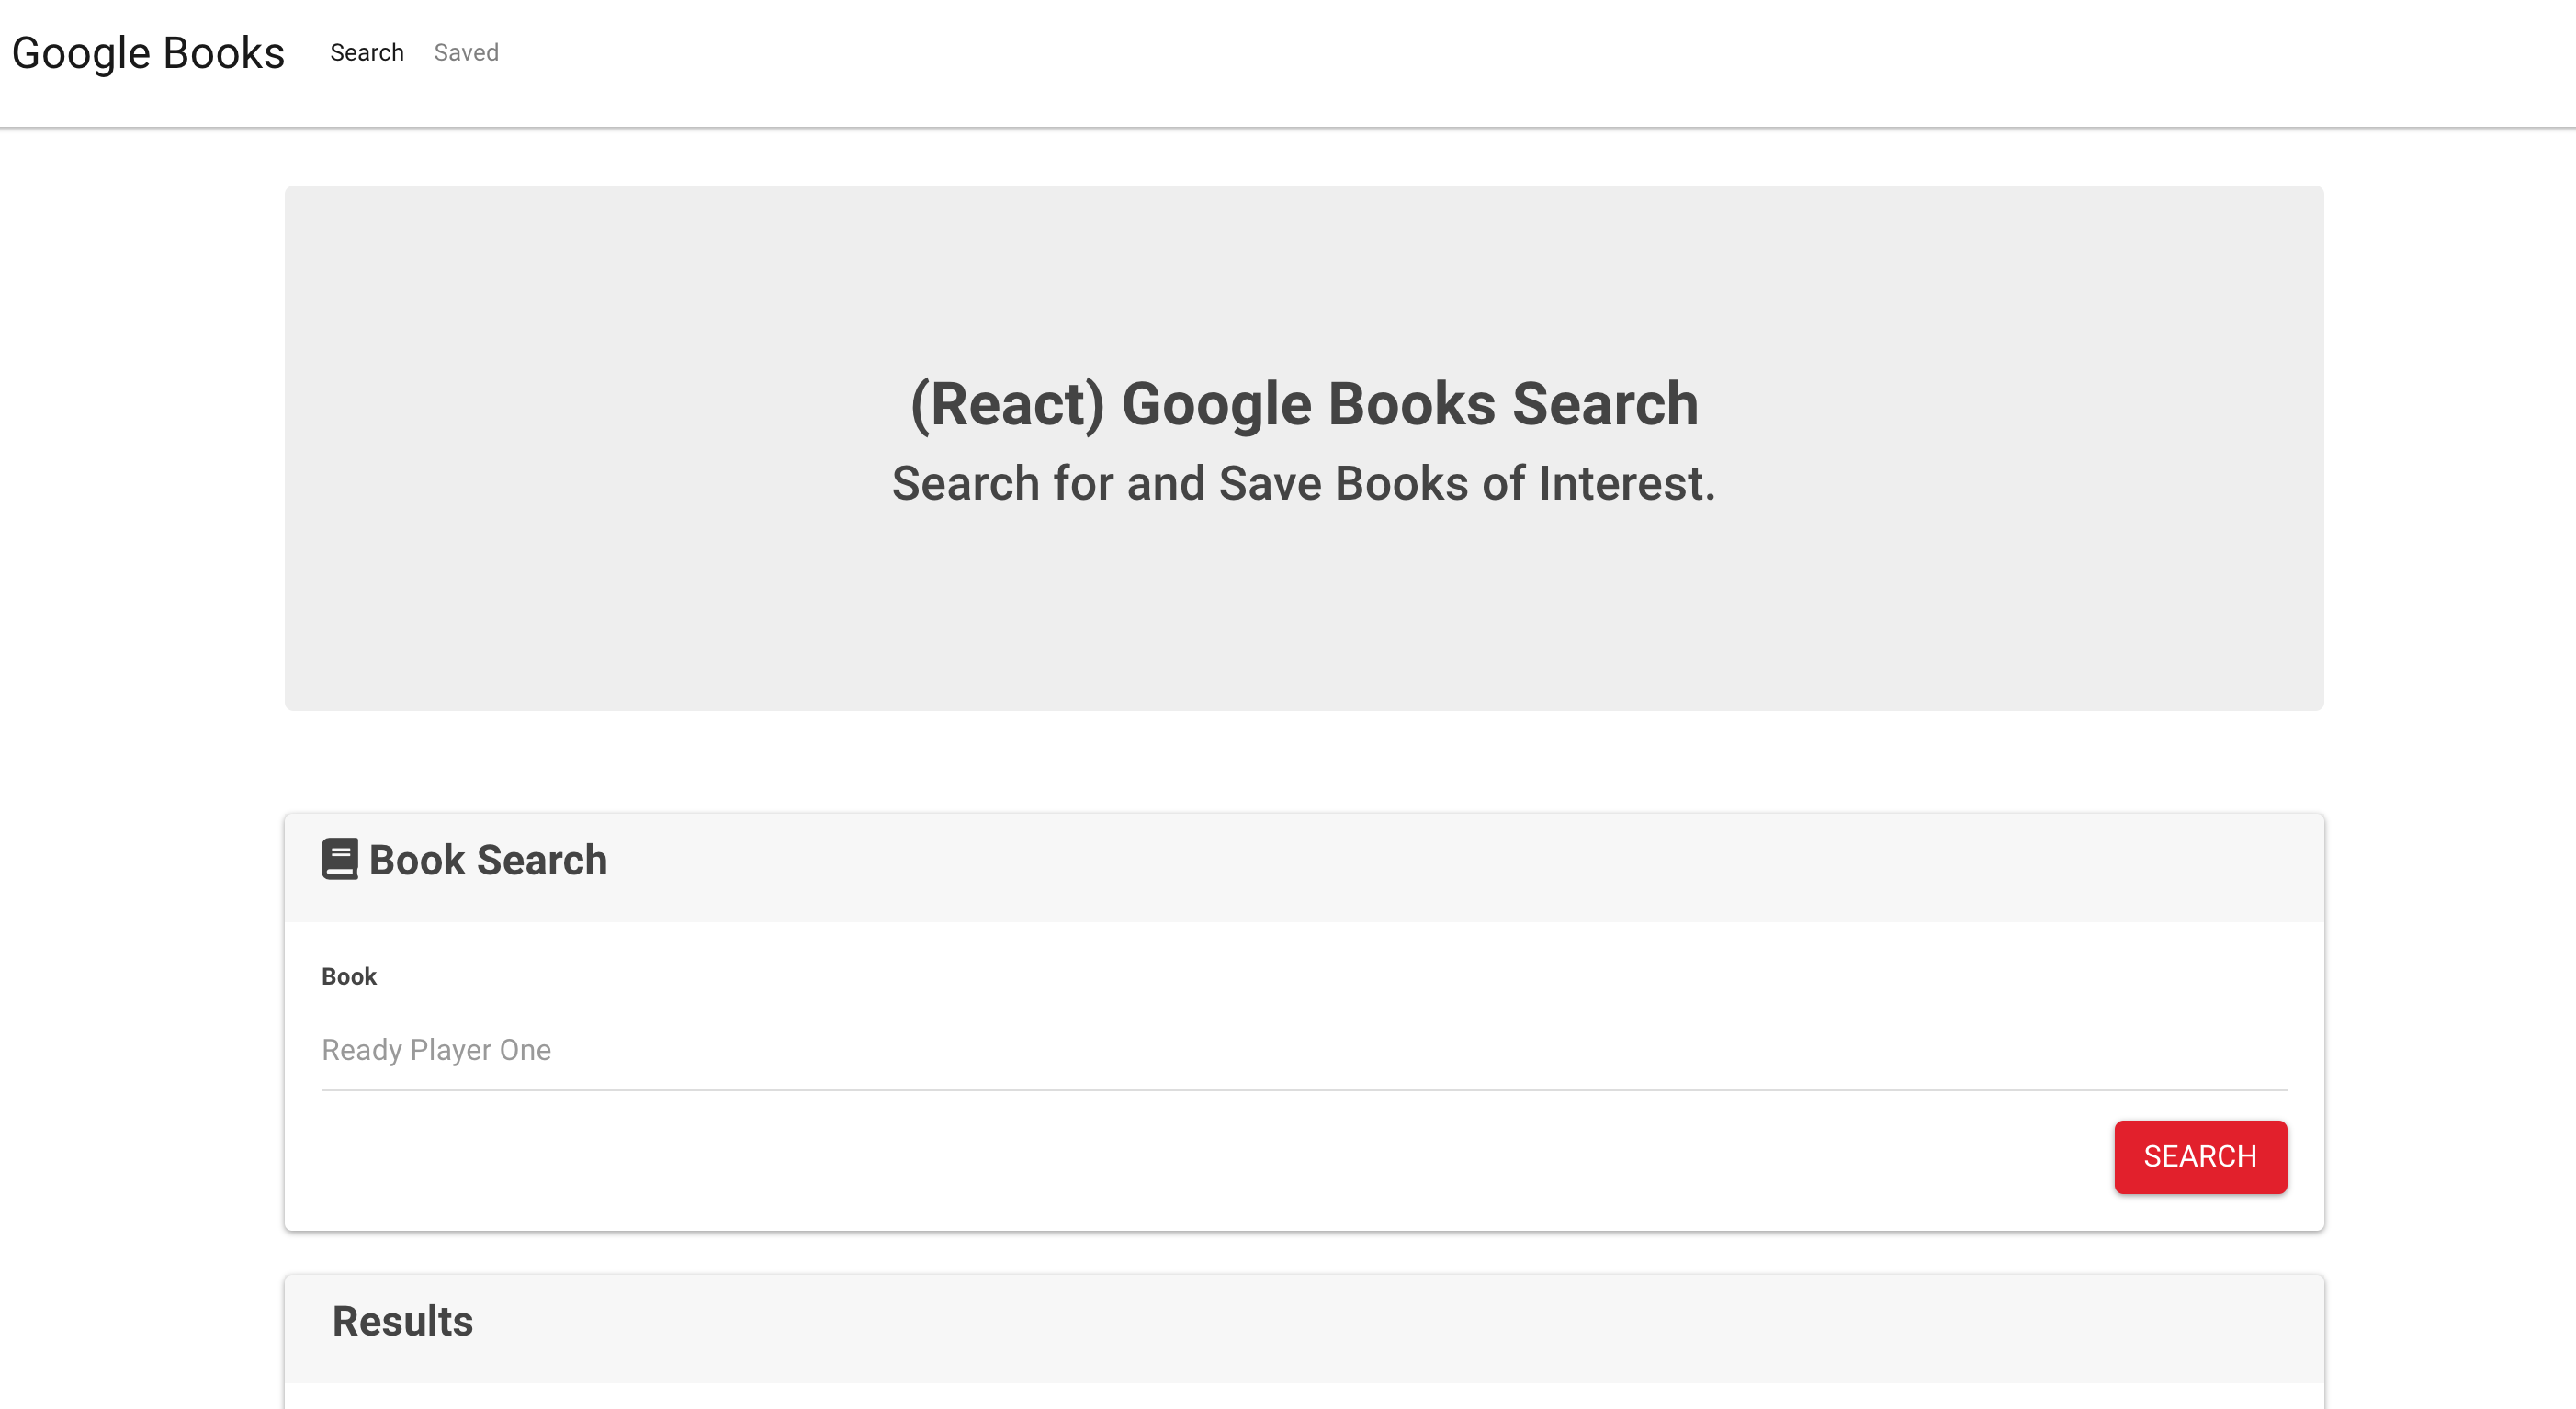 Google Books Search Saved
(React) Google Books Search
Search for and Save Books of Interest.
Book Search
Book
Ready Player One
SEARCH
Results